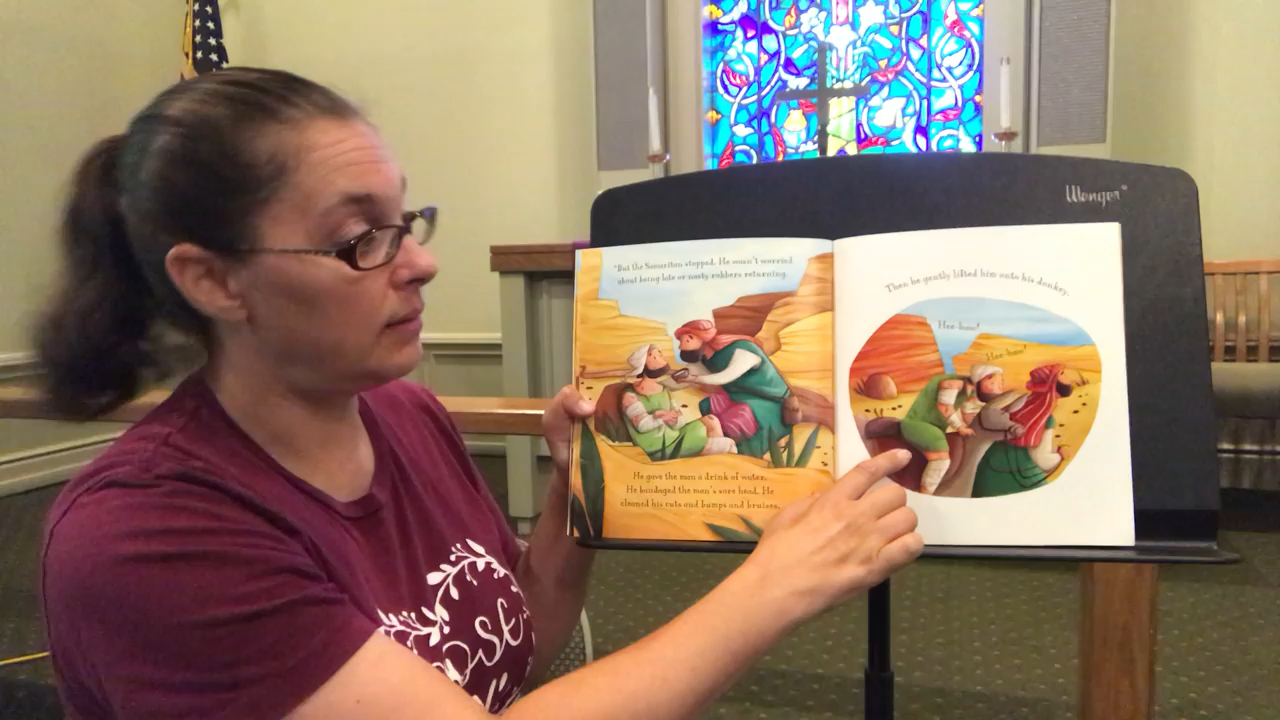 Wenger®
"But the Samaritan stopped. He wasn't worried
about being late or nasty robbers returning.
Then he gently lifted him onto his donkey.
Hee-haw!
Hee-haw!
He gave the man a drink of water.
He bandaged the man's sore head. He
cleaned his cuts and bumps and bruises.